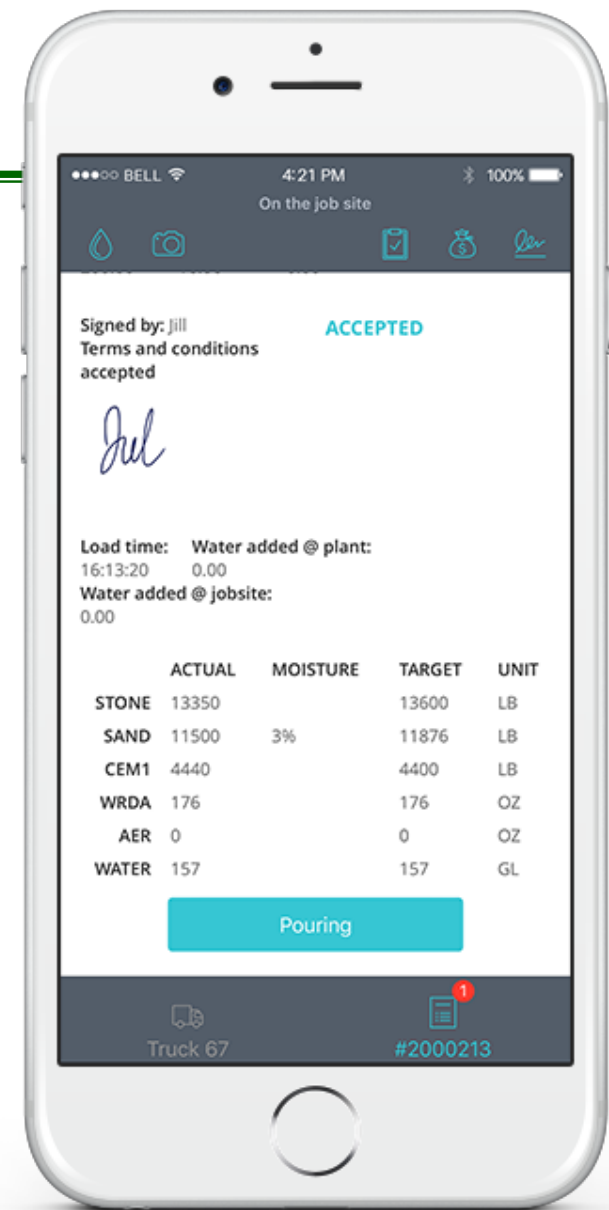 BELL 4:21 PM 100%
On the job site
Signed by: Jill ACCEPTED
Terms and conditions
accepted
Jill
Load time: Water added @ plant:
16:13:20 0.00
Water added @ jobsite:
0.00
ACTUAL MOISTURE TARGET UNIT
STONE 13350 13600 LB
SAND 11500 3% 11876 LB
CEM1 4440 4400 LB
WRDA 176 176 OZ
AER 0 0 OZ
WATER 157 157 GL
Pouring
1
Truck 67 #2000213